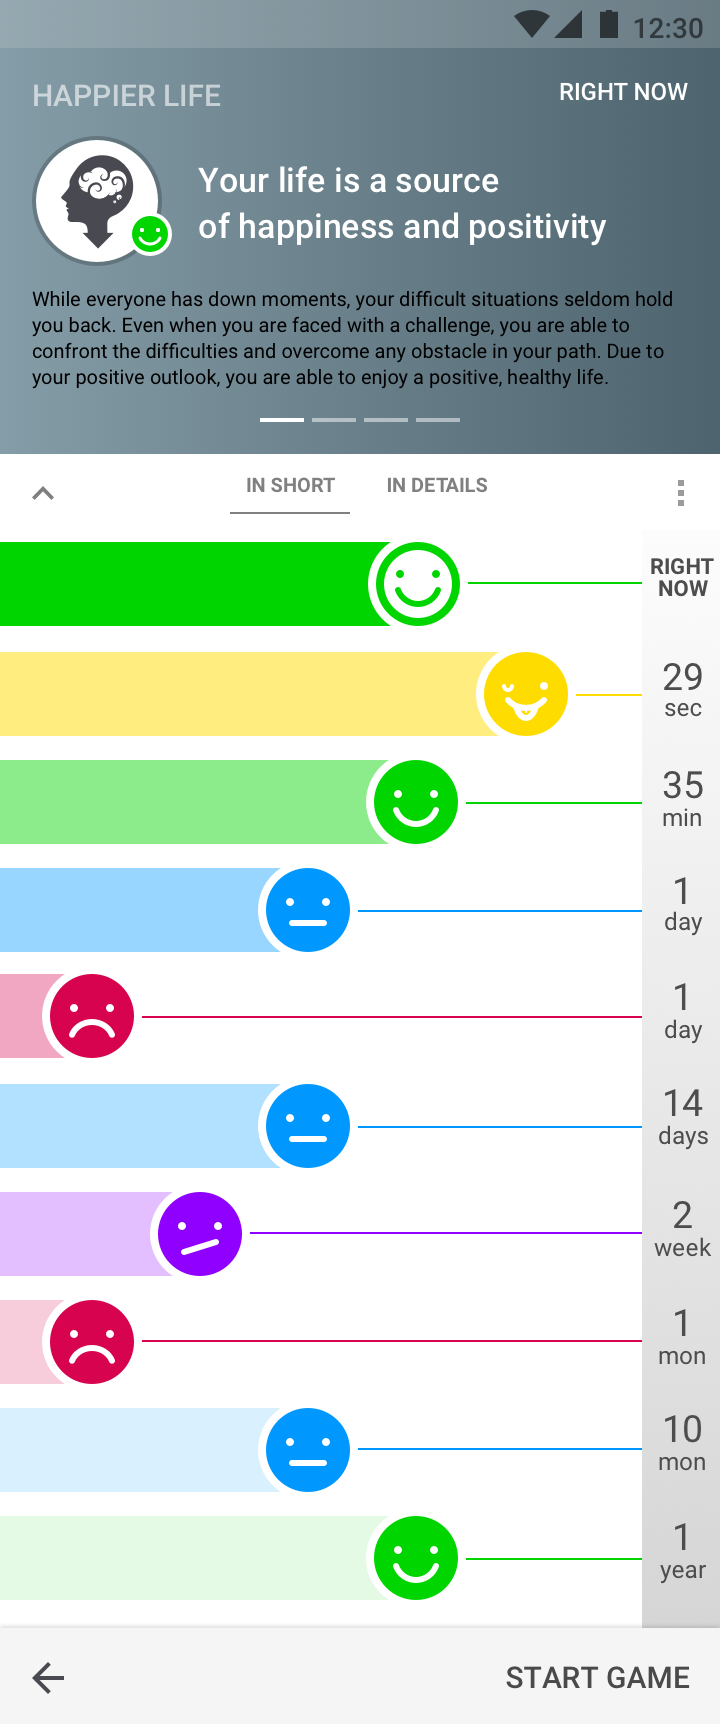 12:30
HAPPIER LIFE
RIGHT NOW
Your life is a source
of happiness and positivity
While everyone has down moments, your difficult situations seldom hold
you back. Even when you are faced with a challenge, you are able to
confront the difficulties and overcome any obstacle in your path. Due to
your positive outlook, you are able to enjoy a positive, healthy life.
IN SHORT
IN DETAILS
RIGHT
NOW
29
sec
35
min
1
day
1
day
14
days
2
week
1
mon
10
mon
1
year
START GAME